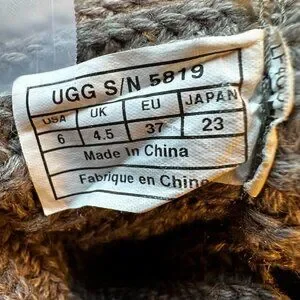 UGG S/N 5819
USA UK EU JAPAN
6 4.5 37 23
Made In China
Fabrique en Chine